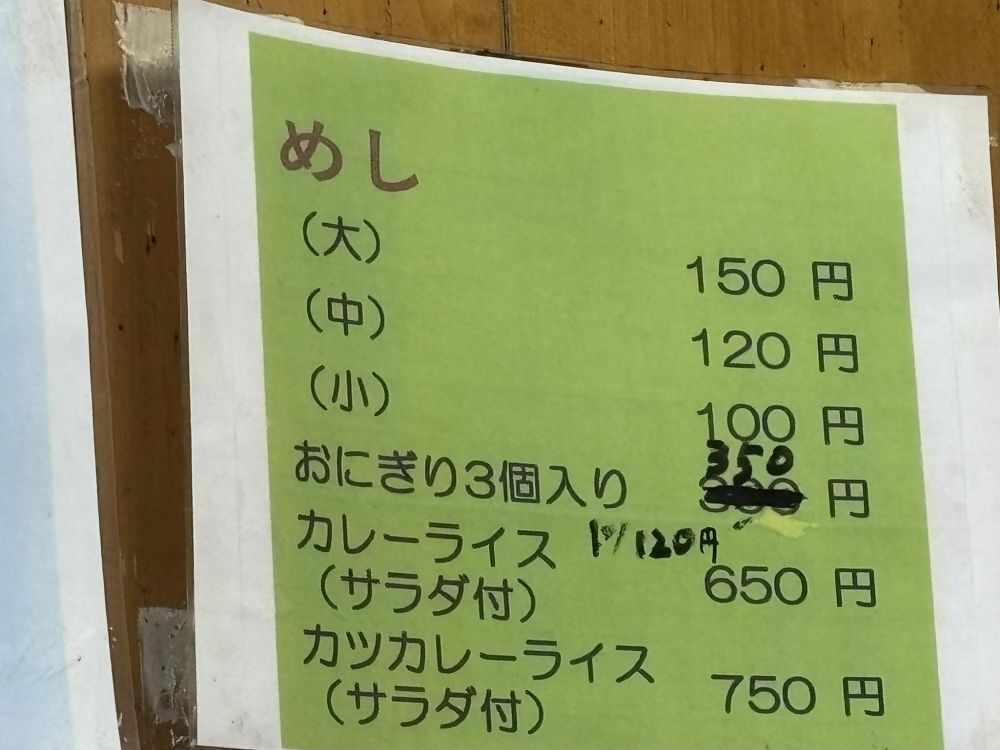 めし
（大） 150 円
（中） 120 円
（小） 100 円
350
おにぎり3個入り 300 円
1ツ 120円
カレーライス
（サラダ付） 650 円
カツカレーライス
（サラダ付） 750 円